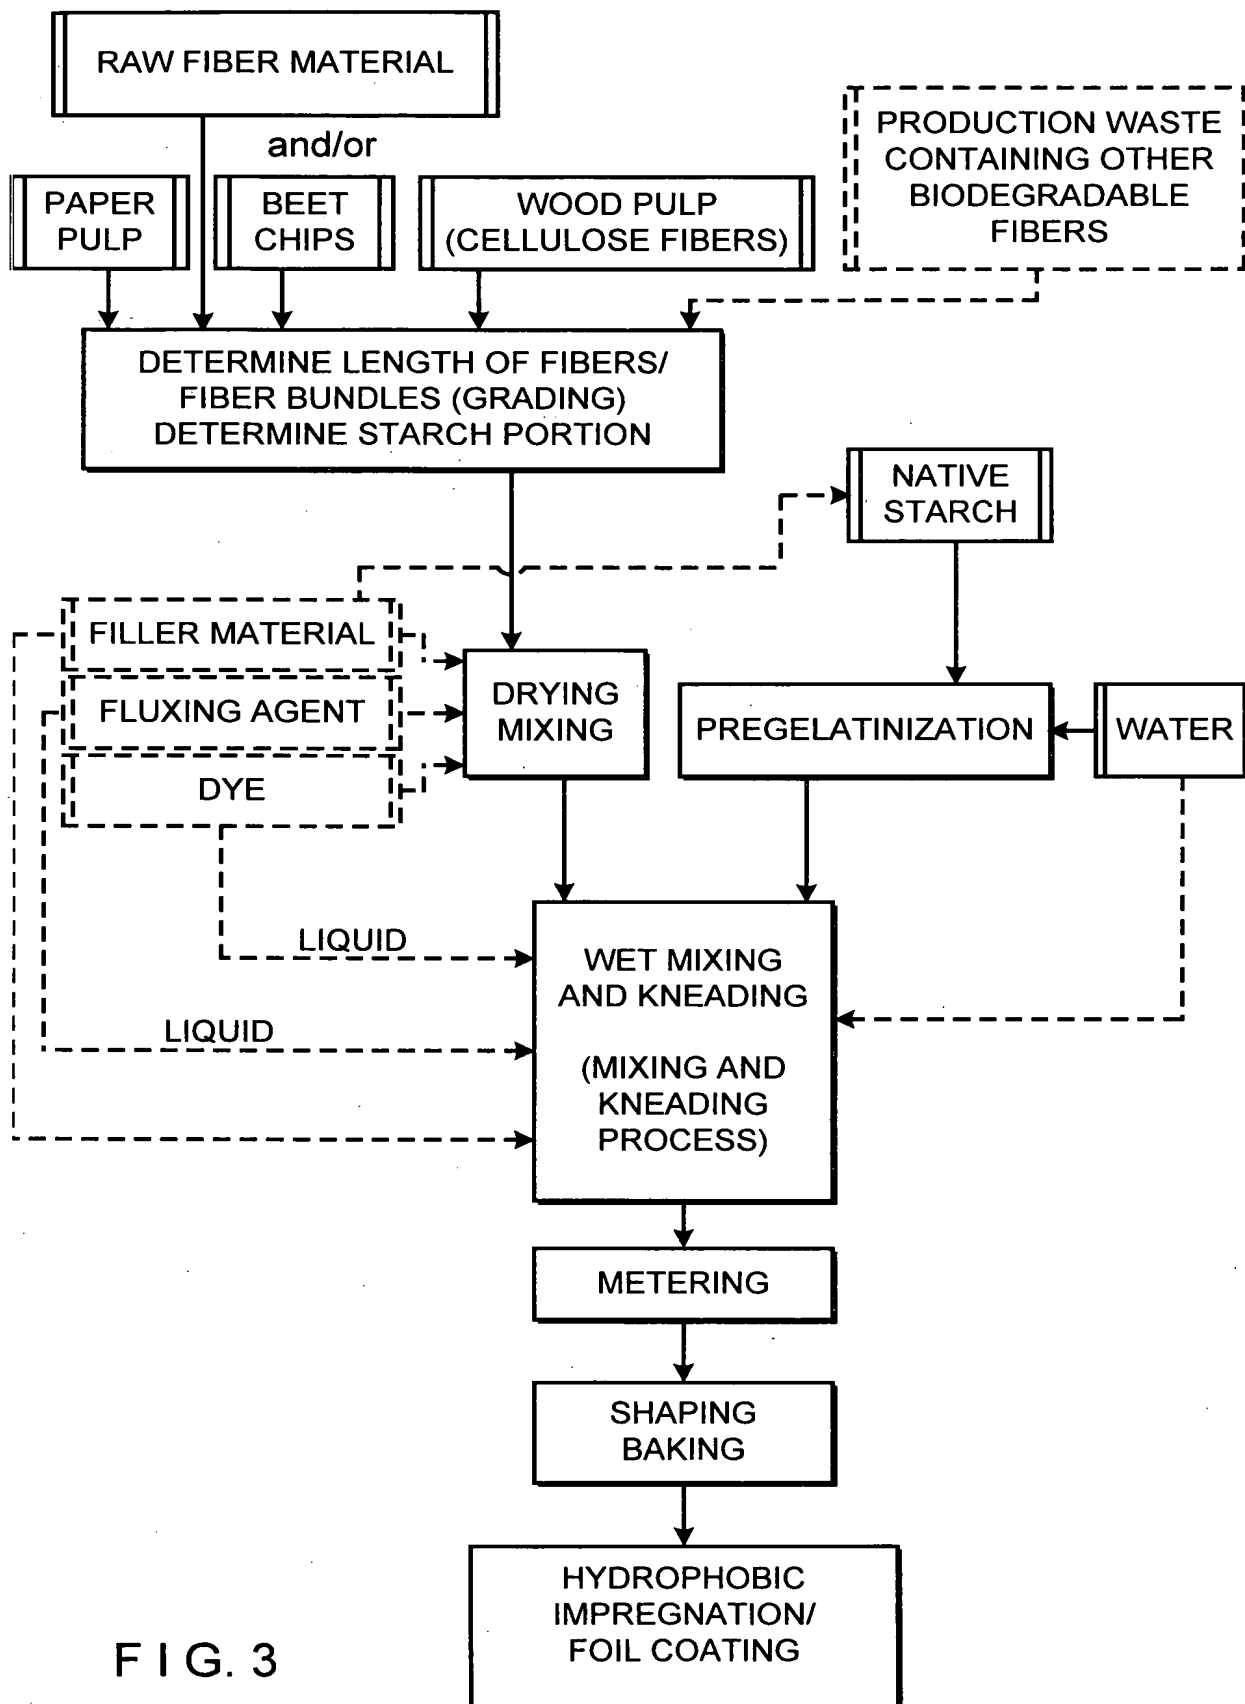 RAW FIBER MATERIAL
and/or
PAPER
PULP
BEET
CHIPS
WOOD PULP
(CELLULOSE FIBERS)
PRODUCTION WASTE
CONTAINING OTHER
BIODEGRADABLE
FIBERS
DETERMINE LENGTH OF FIBERS/
FIBER BUNDLES (GRADING)
DETERMINE STARCH PORTION
NATIVE
STARCH
FILLER MATERIAL
FLUXING AGENT
DYE
DRYING
MIXING
PREGELATINIZATION
WATER
LIQUID
LIQUID
WET MIXING
AND KNEADING
(MIXING AND
KNEADING
PROCESS)
METERING
SHAPING
BAKING
HYDROPHOBIC
IMPREGNATION/
FOIL COATING
FIG. 3